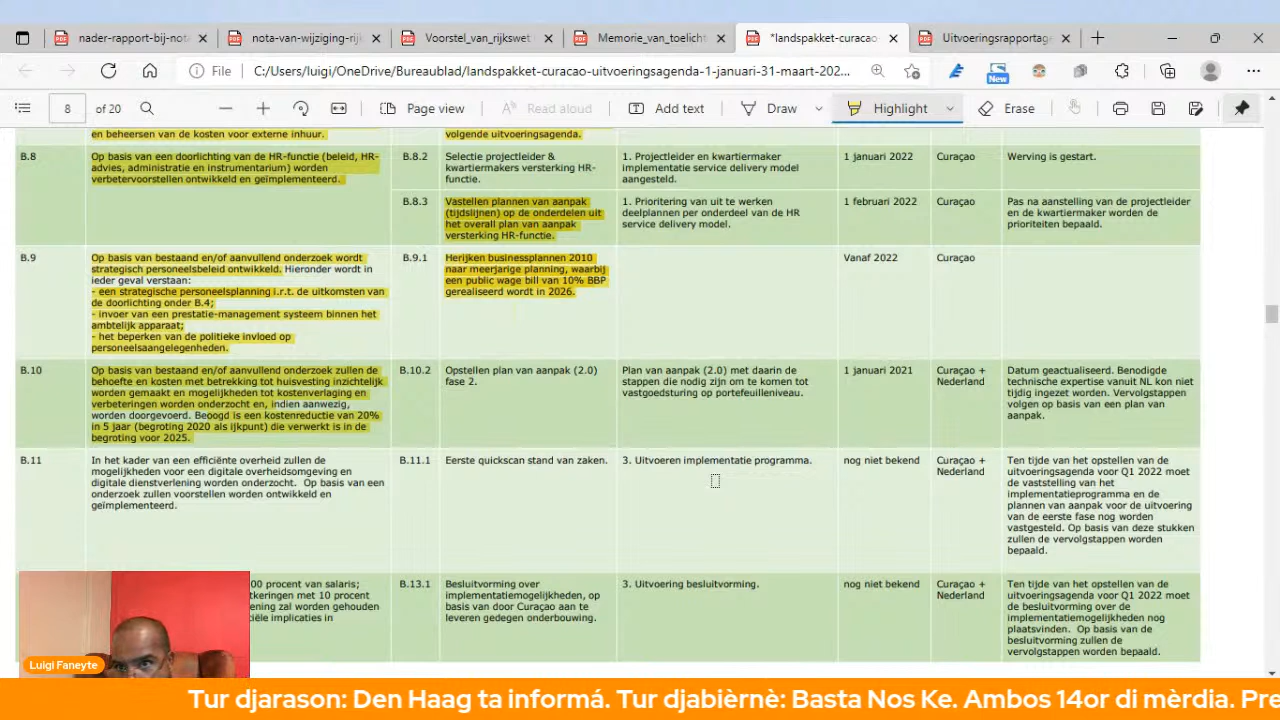 nader-rapport-bij-not
nota-van-wijziging-rij
Voorstel_van_rijkswet
Memorie_van_toelicht
*landspakket-curacao
Uitvoeringsrapportage
File C:/Users/luigi/OneDrive/Bureaublad/landspakket-curacao-uitvoeringsagenda-1-januari-31-maart-202...
New
8 of 20
Page view
Read aloud
Add text
Draw
Highlight
Erase
en beheersen van de kosten voor externe inhuur.
volgende uitvoeringsagenda.
B.8
Op basis van een doorlichting van de HR-functie (beleid, HR-
advies, administratie en instrumentarium) worden
verbetervoorstellen ontwikkeld en geïmplementeerd.
B.8.2
Selectie projectleider &
kwartiermakers versterking HR-
functie.
1. Projectleider en kwartiermaker
implementatie service delivery model
aangesteld.
1 januari 2022
Curaçao
Werving is gestart.
B.8.3
Vastellen plannen van aanpak
(tijdslijnen) op de onderdelen uit
het overall plan van aanpak
versterking HR-functie.
1. Prioritering van uit te werken
deelplannen per onderdeel van de HR
service delivery model.
1 februari 2022
Curaçao
Pas na aanstelling van de projectleider
en de kwartiermaker worden de
prioriteiten bepaald.
B.9
Op basis van bestaand en/of aanvullend onderzoek wordt
strategisch personeelsbeleid ontwikkeld. Hieronder wordt in
ieder geval verstaan:
- een strategische personeelsplanning i.r.t. de uitkomsten van
de doorlichting onder B.4;
- invoer van een prestatie-management systeem binnen het
ambtelijk apparaat;
- het beperken van de politieke invloed op
personeelsaangelegenheden.
B.9.1
Herijken businessplannen 2010
naar meerjarige planning, waarbij
een public wage bill van 10% BBP
gerealiseerd wordt in 2026.
Vanaf 2022
Curaçao
B.10
Op basis van bestaand en/of aanvullend onderzoek zullen de
behoefte en kosten met betrekking tot huisvesting inzichtelijk
worden gemaakt en mogelijkheden tot kostenverlaging en
verbeteringen worden onderzocht en, indien aanwezig,
worden doorgevoerd. Beoogd is een kostenreductie van 20%
in 5 jaar (begroting 2020 als ijkpunt) die verwerkt is in de
begroting voor 2025.
B.10.2
Opstellen plan van aanpak (2.0)
fase 2.
Plan van aanpak (2.0) met daarin de
stappen die nodig zijn om te komen tot
vastgoedsturing op portefeuilleniveau.
1 januari 2021
Curaçao +
Nederland
Datum geactualiseerd. Benodigde
technische expertise vanuit NL kon niet
tijdig ingezet worden. Vervolgstappen
volgen op basis van een plan van
aanpak.
B.11
In het kader van een efficiënte overheid zullen de
mogelijkheden voor een digitale overheidsomgeving en
digitale dienstverlening worden onderzocht. Op basis van een
onderzoek zullen voorstellen worden ontwikkeld en
geïmplementeerd.
B.11.1
Eerste quickscan stand van zaken.
3. Uitvoeren implementatie programma.
nog niet bekend
Curaçao +
Nederland
Ten tijde van het opstellen van de
uitvoeringsagenda voor Q1 2022 moet
de vaststelling van het
implementatieprogramma en de
plannen van aanpak voor de uitvoering
van de eerste fase nog worden
vastgesteld. Op basis van deze stukken
zullen de vervolgstappen worden
bepaald.
00 procent van salaris;
tkeringen met 10 procent
ening zal worden gehouden
ciële implicaties in
B.13.1
Besluitvorming over
implementatiemogelijkheden, op
basis van door Curaçao aan te
leveren gedegen onderbouwing.
3. Uitvoering besluitvorming.
nog niet bekend
Curaçao +
Nederland
Ten tijde van het opstellen van de
uitvoeringsagenda voor Q1 2022 moet
de besluitvorming over de
implementatiemogelijkheden nog
plaatsvinden. Op basis van de
besluitvorming zullen de
vervolgstappen worden bepaald.
Luigi Faneyte
Tur djarason: Den Haag ta informá. Tur djabièrnè: Basta Nos Ke. Ambos 14or di mèrdia. Pre